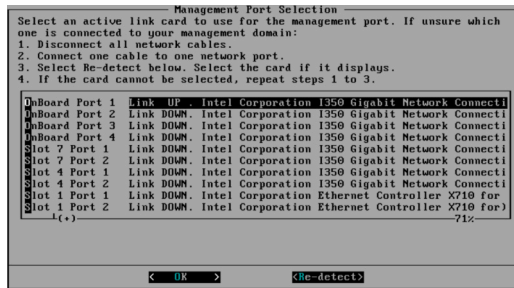 Management Port Selection
Select an active link card to use for the management port. If unsure which
one is connected to your management domain:
1. Disconnect all network cables.
2. Connect one cable to one network port.
3. Select Re-detect below. Select the card if it displays.
4. If the card cannot be selected, repeat steps 1 to 3.
OnBoard Port 1 Link UP . Intel Corporation I350 Gigabit Network Connecti
OnBoard Port 2 Link DOWN. Intel Corporation I350 Gigabit Network Connecti
OnBoard Port 3 Link DOWN. Intel Corporation I350 Gigabit Network Connecti
OnBoard Port 4 Link DOWN. Intel Corporation I350 Gigabit Network Connecti
Slot 7 Port 1 Link DOWN. Intel Corporation I350 Gigabit Network Connecti
Slot 7 Port 2 Link DOWN. Intel Corporation I350 Gigabit Network Connecti
Slot 4 Port 1 Link DOWN. Intel Corporation I350 Gigabit Network Connecti
Slot 4 Port 2 Link DOWN. Intel Corporation I350 Gigabit Network Connecti
Slot 1 Port 1 Link DOWN. Intel Corporation Ethernet Controller X710 for
Slot 1 Port 2 Link DOWN. Intel Corporation Ethernet Controller X710 for)
(+) 71%
< OK > <Re-detect>